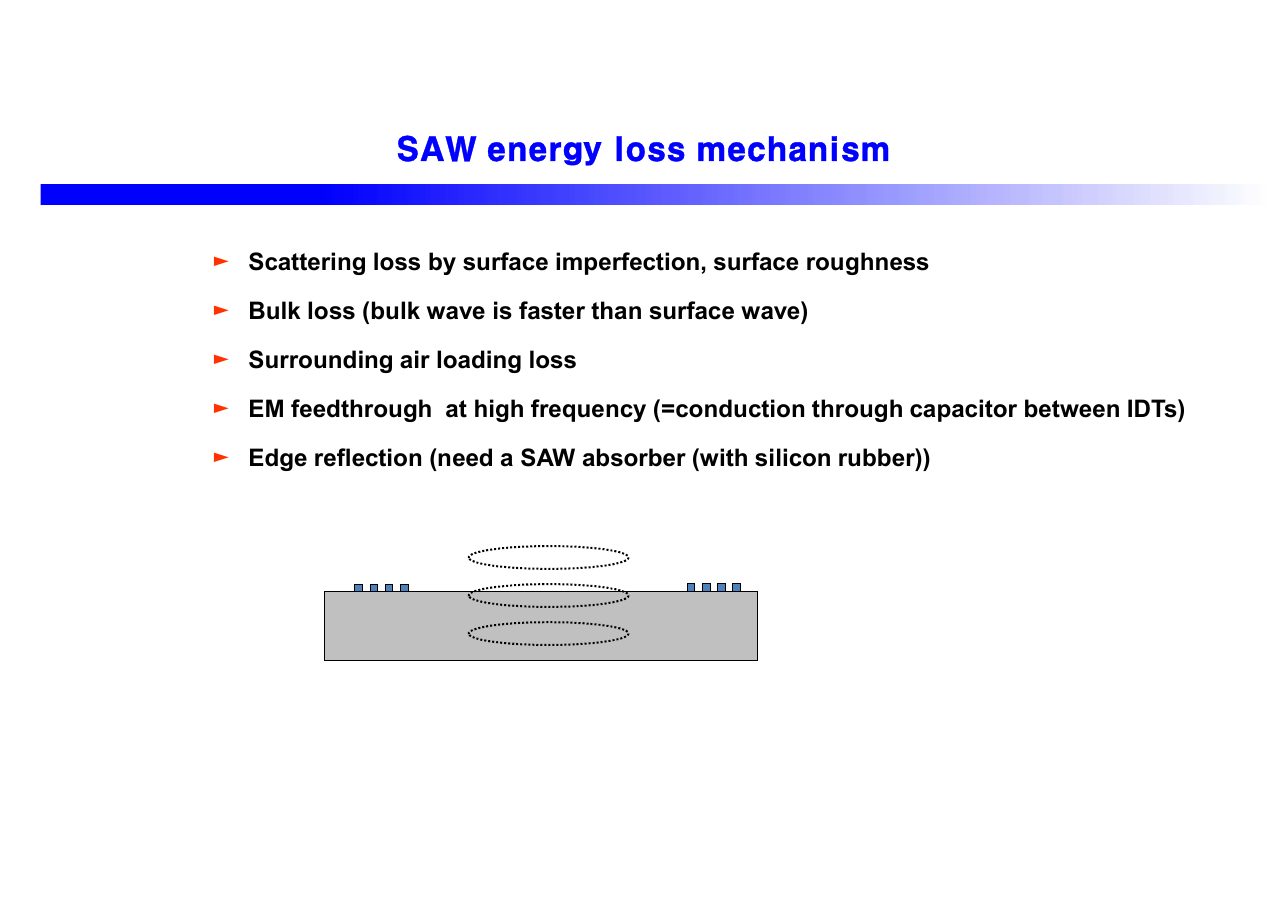 SAW energy loss mechanism
► Scattering loss by surface imperfection, surface roughness
► Bulk loss (bulk wave is faster than surface wave)
► Surrounding air loading loss
► EM feedthrough  at high frequency (=conduction through capacitor between IDTs)
► Edge reflection (need a SAW absorber (with silicon rubber))